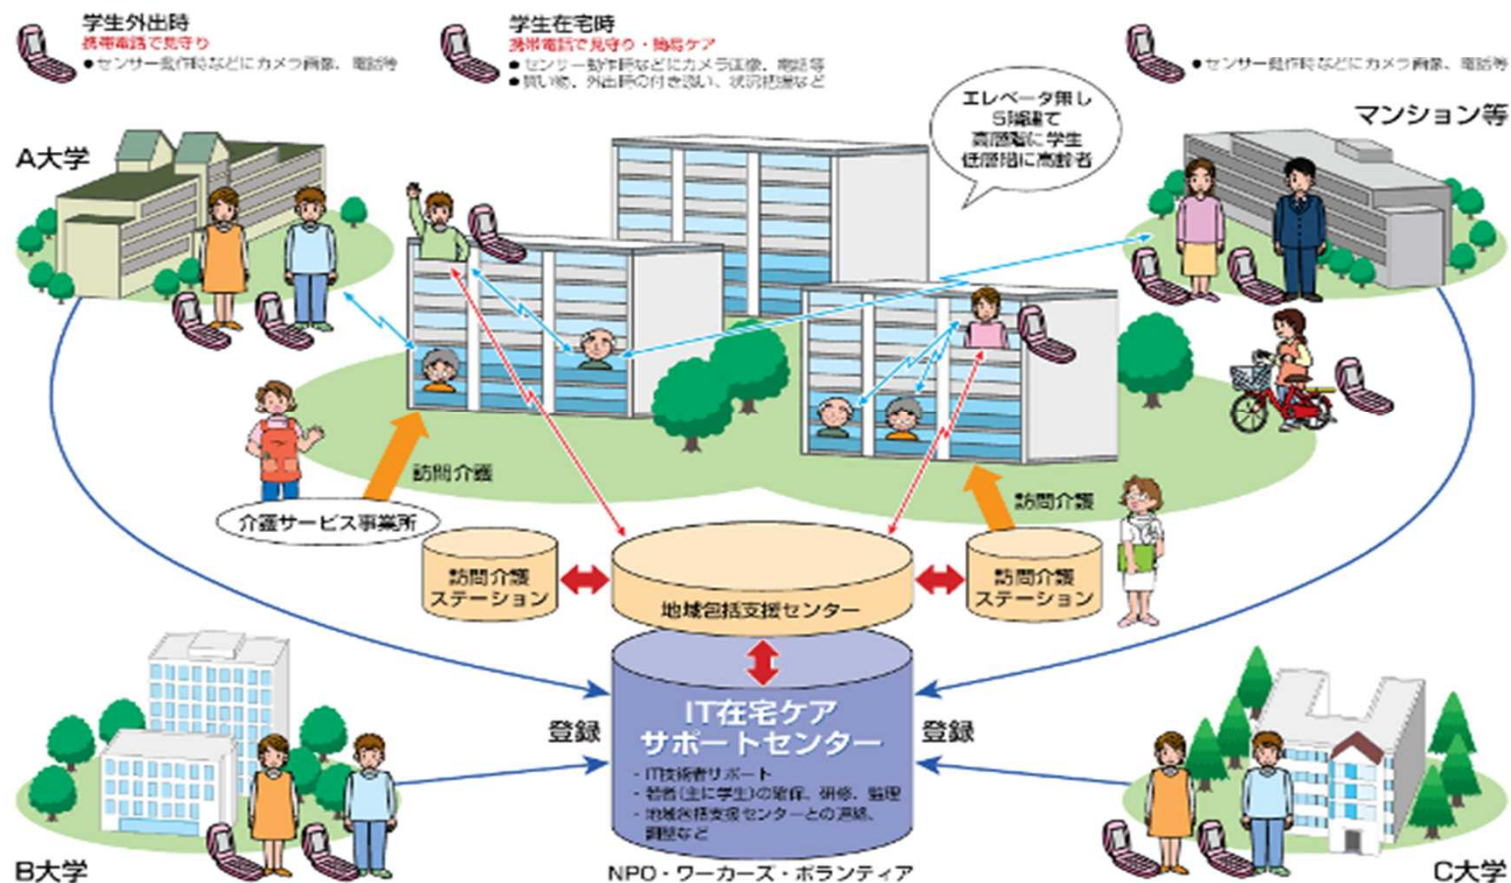 学生外出時
携帯電話で見守り
●センサー動作時などにカメラ画像、電話等
学生在宅時
携帯電話で見守り・簡易ケア
●センサー動作時などにカメラ画像、電話等
●買い物、外出時の付き添い、状況把握など
●センサー動作時などにカメラ画像、電話等
マンション等
A大学
エレベータ無し
5階建て
高層階に学生
低層階に高齢者
訪問介護
介護サービス事業所
訪問介護
訪問介護
ステーション
地域包括支援センター
訪問介護
ステーション
登録
IT在宅ケア
サポートセンター
- IT技術者サポート
- 若者(主に学生)の確保、研修、監理
- 地域包括支援センターとの連絡、
調整など
登録
B大学
NPO・ワーカーズ・ボランティア
C大学